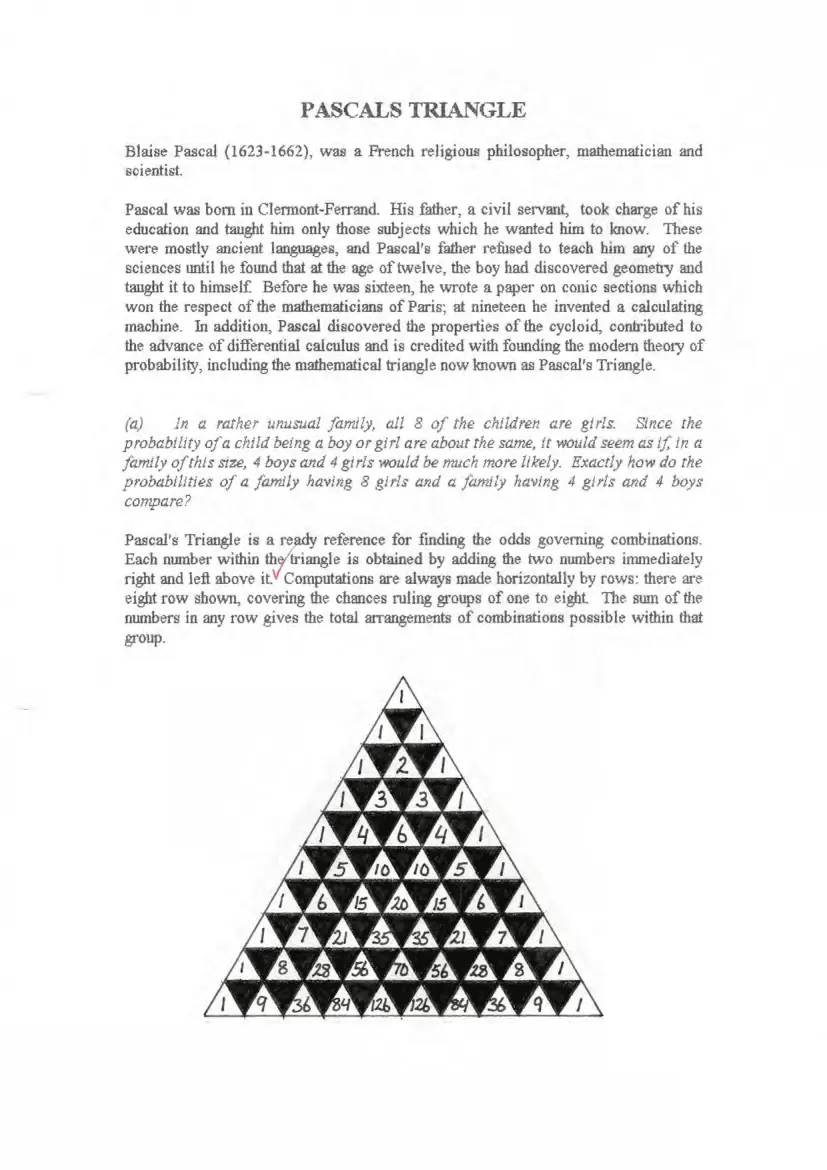 PASCALS TRIANGLE
Blaise Pascal (1623-1662), was a French religious philosopher, mathematician and
scientist.
Pascal was born in Clermont-Ferrand. His father, a civil servant, took charge of his
education and taught him only those subjects which he wanted him to know. These
were mostly ancient languages, and Pascal's father refused to teach him any of the
sciences until he found that at the age of twelve, the boy had discovered geometry and
taught it to himself. Before he was sixteen, he wrote a paper on conic sections which
won the respect of the mathematicians of Paris; at nineteen he invented a calculating
machine. In addition, Pascal discovered the properties of the cycloid, contributed to
the advance of differential calculus and is credited with founding the modern theory of
probability, including the mathematical triangle now known as Pascal's Triangle.
(a) In a rather unusual family, all 8 of the children are girls. Since the
probability of a child being a boy or girl are about the same, it would seem as if, in a
family of this size, 4 boys and 4 girls would be much more likely. Exactly how do the
probabilities of a family having 8 girls and a family having 4 girls and 4 boys
compare?
Pascal's Triangle is a ready reference for finding the odds governing combinations.
Each number within the triangle is obtained by adding the two numbers immediately
right and left above it. Computations are always made horizontally by rows: there are
eight row shown, covering the chances ruling groups of one to eight. The sum of the
numbers in any row gives the total arrangements of combinations possible within that
group.
1
1 1
1 2 1
1 3 3 1
1 4 6 4 1
1 5 10 10 5 1
1 6 15 20 15 6 1
1 7 21 35 35 21 7 1
1 8 28 56 70 56 28 8 1
1 9 36 84 126 126 84 36 9 1